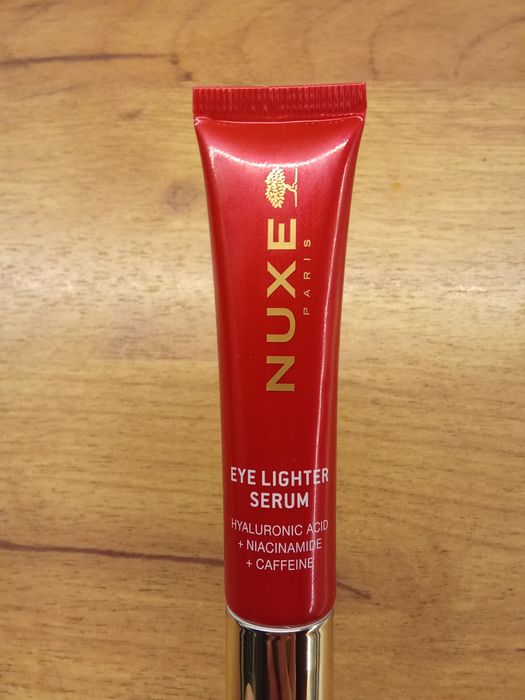 NUXE
PARIS
EYE LIGHTER
SERUM
HYALURONIC ACID
+ NIACINAMIDE
+ CAFFEINE